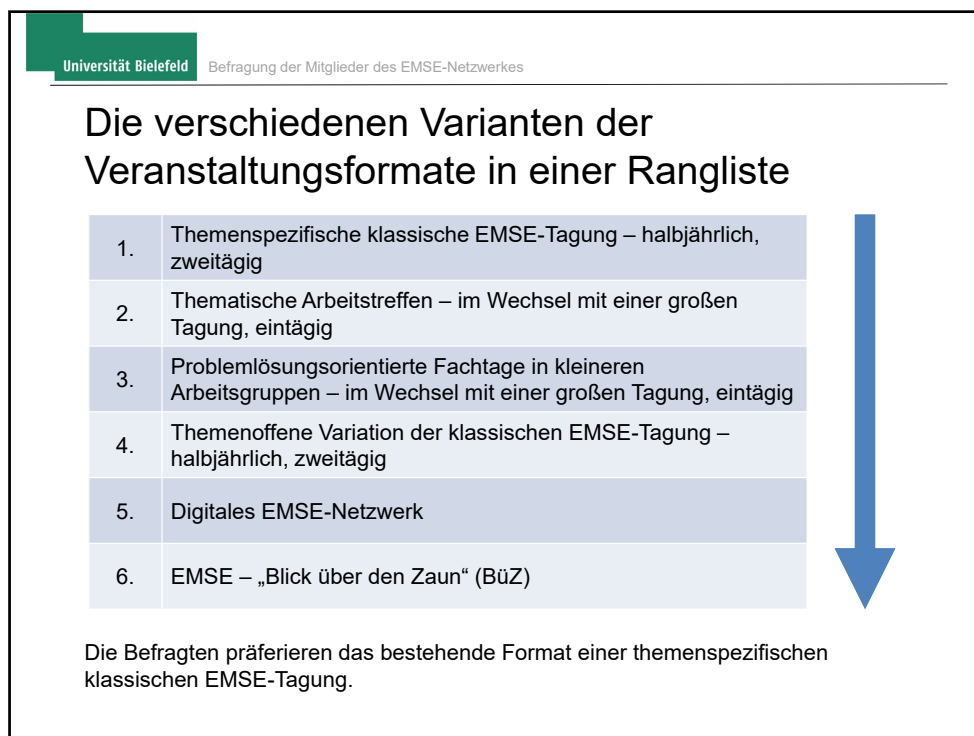 Universität Bielefeld
Befragung der Mitglieder des EMSE-Netzwerkes
Die verschiedenen Varianten der
Veranstaltungsformate in einer Rangliste
1.
Themenspezifische klassische EMSE-Tagung – halbjährlich,
zweitägig
2.
Thematische Arbeitstreffen – im Wechsel mit einer großen
Tagung, eintägig
3.
Problemlösungsorientierte Fachtage in kleineren
Arbeitsgruppen – im Wechsel mit einer großen Tagung, eintägig
4.
Themenoffene Variation der klassischen EMSE-Tagung –
halbjährlich, zweitägig
5.
Digitales EMSE-Netzwerk
6.
EMSE – „Blick über den Zaun“ (BüZ)
Die Befragten präferieren das bestehende Format einer themenspezifischen
klassischen EMSE-Tagung.